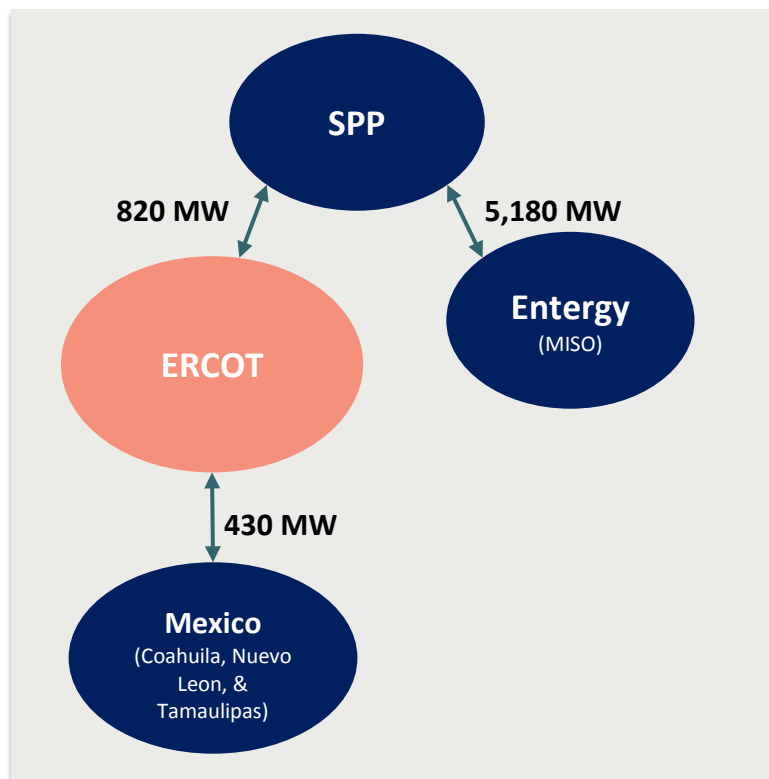 SPP
820 MW
5,180 MW
Entergy
(MISO)
ERCOT
430 MW
Mexico
(Coahuila, Nuevo
Leon, &
Tamaulipas)